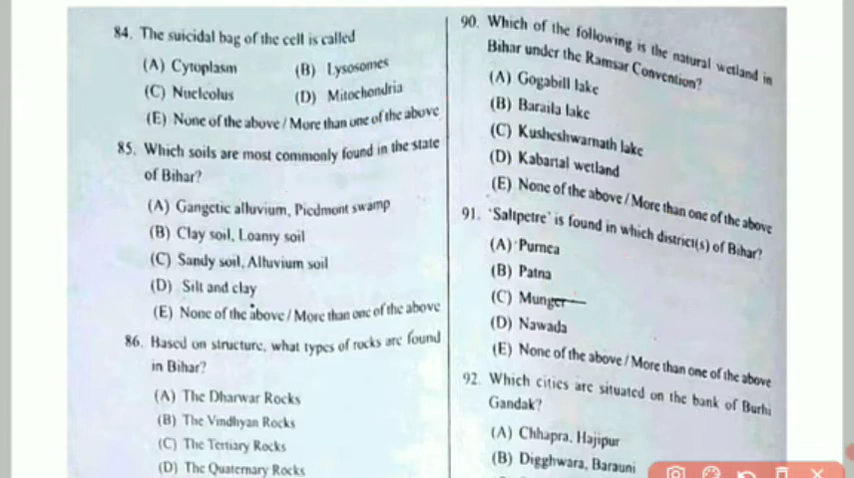 84. The suicidal bag of the cell is called
(A) Cytoplasm (B) Lysosomes
(C) Nucleolus (D) Mitochondria
(E) None of the above / More than one of the above
85. Which soils are most commonly found in the state
of Bihar?
(A) Gangetic alluvium, Piedmont swamp
(B) Clay soil, Loamy soil
(C) Sandy soil, Alluvium soil
(D) Silt and clay
(E) None of the above / More than one of the above
86. Based on structure, what types of rocks are found
in Bihar?
(A) The Dharwar Rocks
(B) The Vindhyan Rocks
(C) The Tertiary Rocks
(D) The Quaternary Rocks
90. Which of the following is the natural wetland in
Bihar under the Ramsar Convention?
(A) Gogabill lake
(B) Baraila lake
(C) Kusheshwarnath lake
(D) Kabartal wetland
(E) None of the above / More than one of the above
91. 'Saltpetre' is found in which district(s) of Bihar?
(A) Purnea
(B) Patna
(C) Munger
(D) Nawada
(E) None of the above / More than one of the above
92. Which cities are situated on the bank of Burhi
Gandak?
(A) Chhapra, Hajipur
(B) Digghwara, Barauni